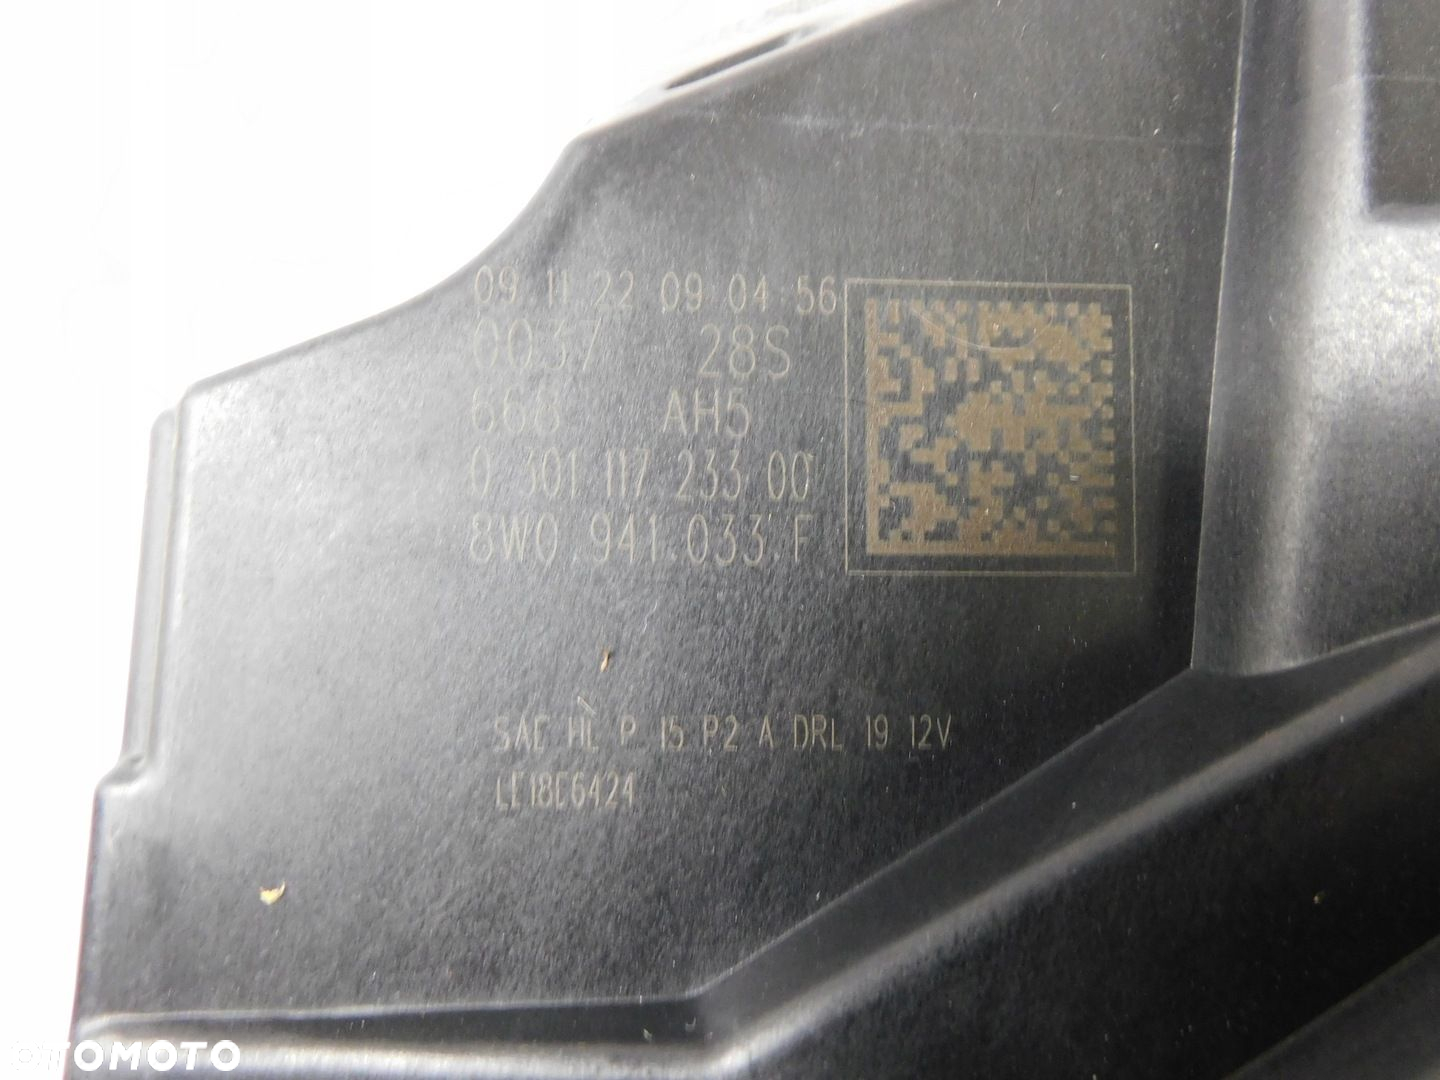 09 11 22 09 04 56
0037 28S
668 AH5
0 301 117 233 00
8W0.941.033.F
SAE HL P 15 P2 A DRL 19 12V
LE18E6424
OTOMOTO